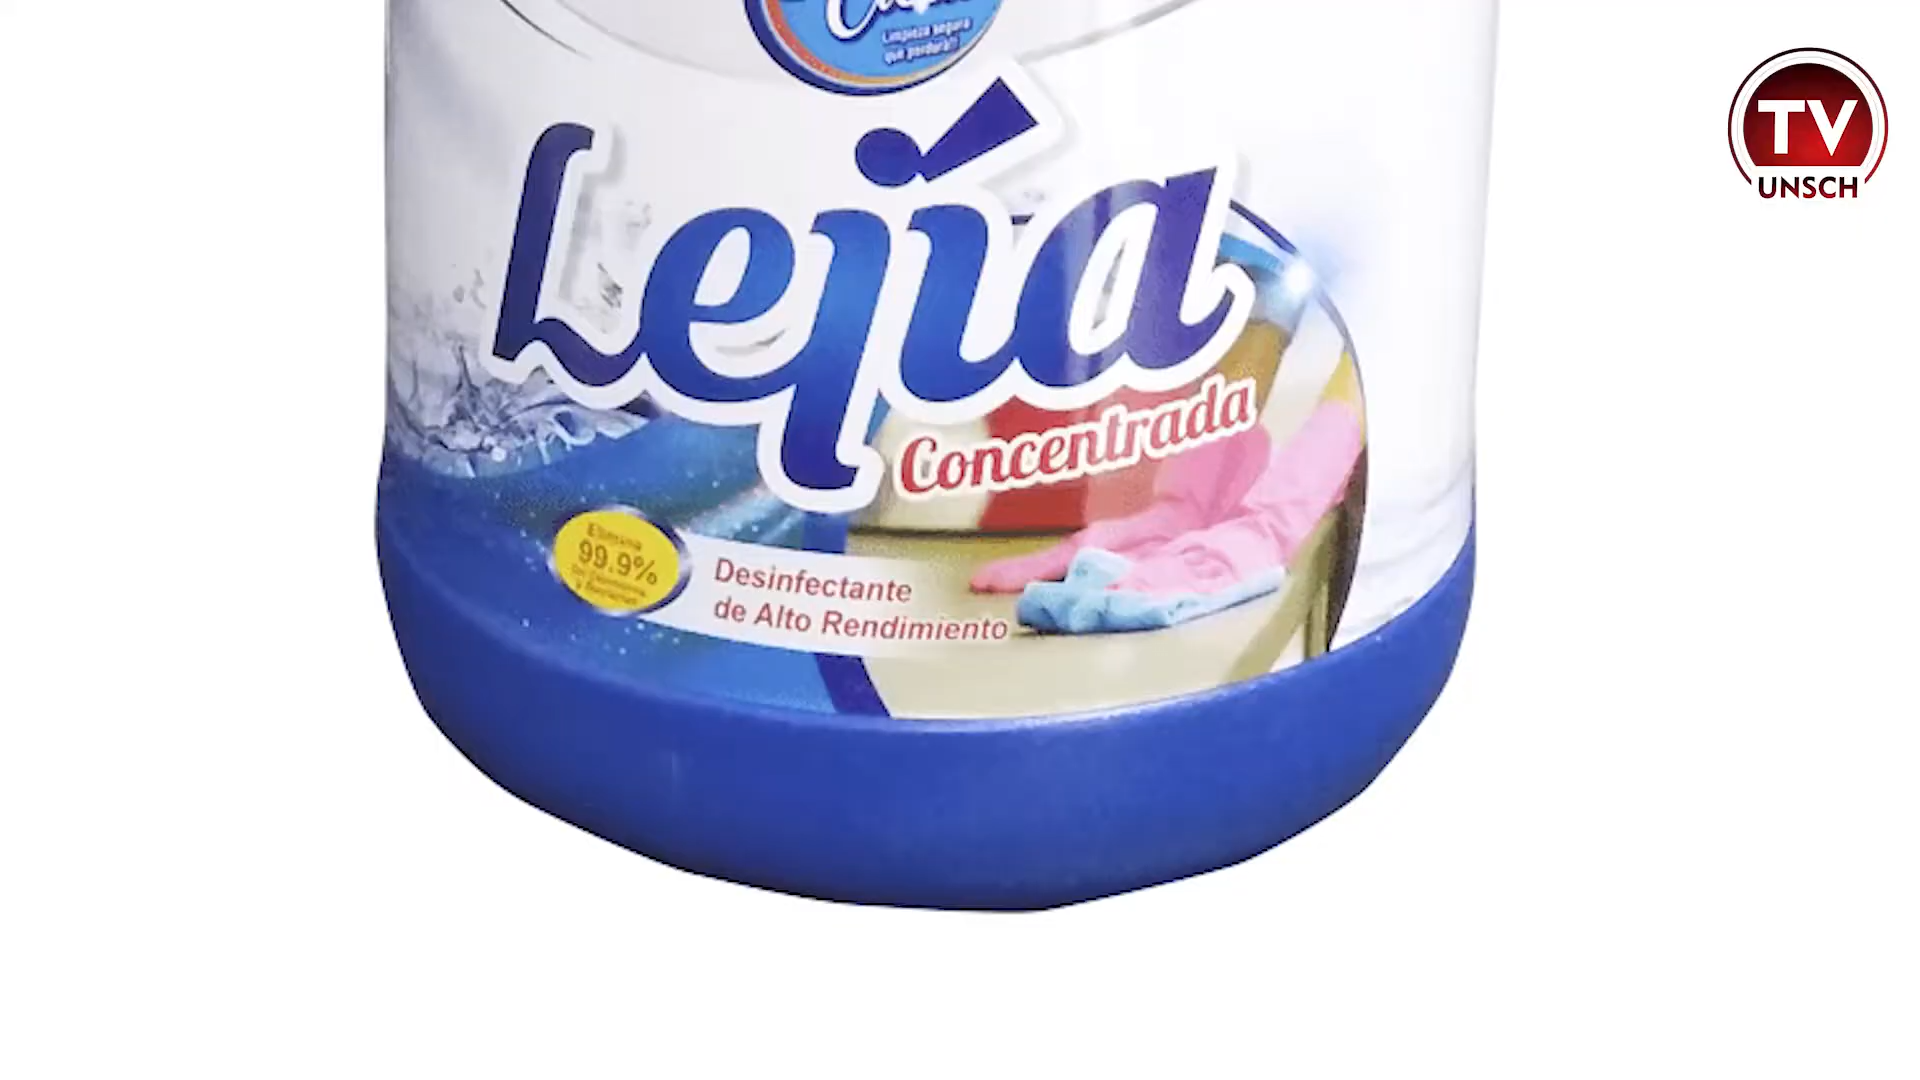 Limpieza segura
que perdura!!
TV
UNSCH
Lejía
Concentrada
Elimina
99.9%
Desinfectante
de Alto Rendimiento